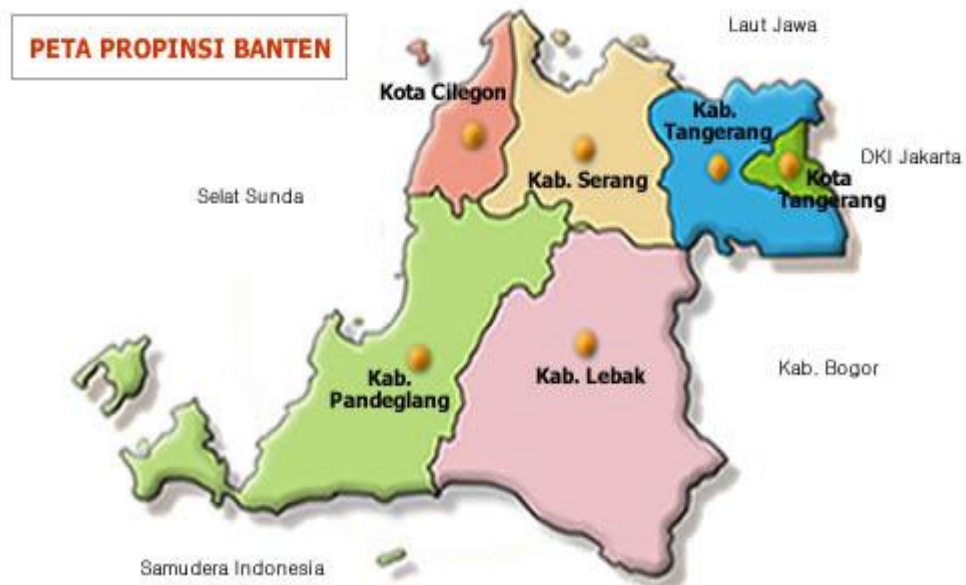 PETA PROPINSI BANTEN
Laut Jawa
Kota Cilegon
Kab.
Tangerang
DKI Jakarta
Kab. Serang
Kota
Tangerang
Selat Sunda
Kab. Bogor
Kab.
Pandeglang
Kab. Lebak
Samudera Indonesia